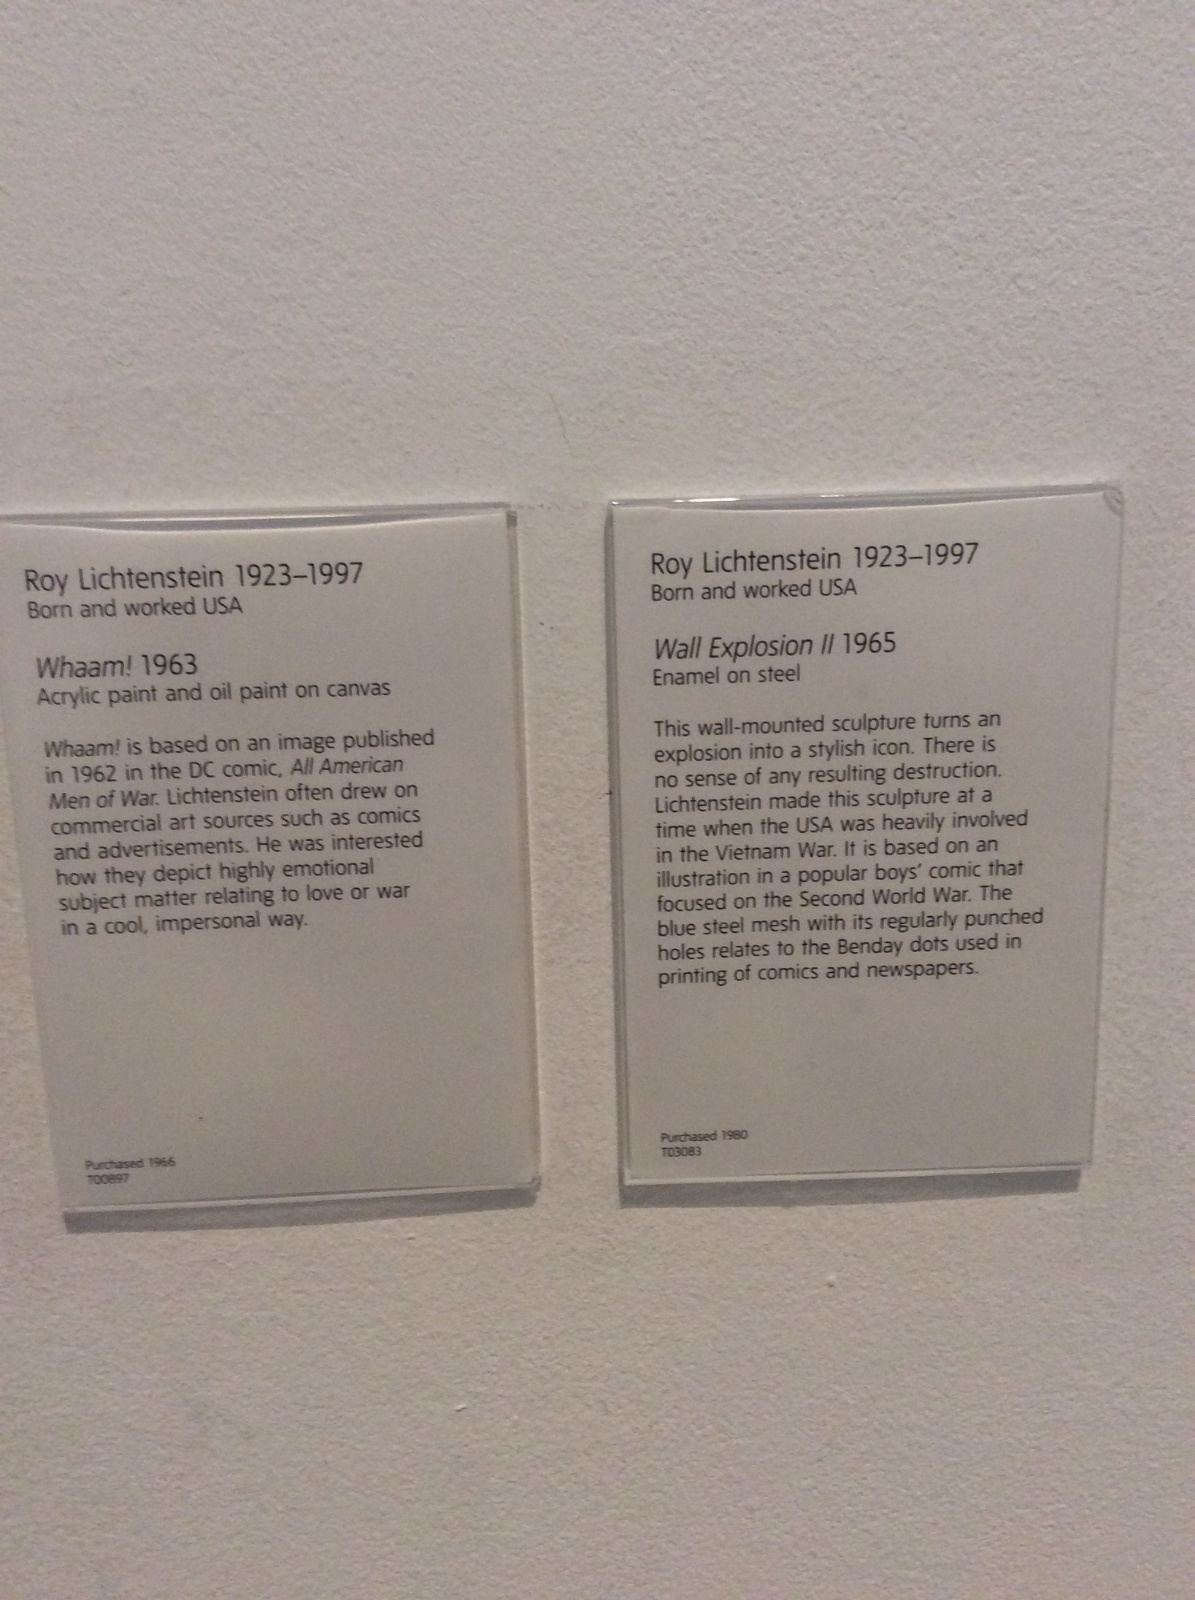 Roy Lichtenstein 1923–1997
Born and worked USA
Whaam! 1963
Acrylic paint and oil paint on canvas
Whaam! is based on an image published
in 1962 in the DC comic, All American
Men of War. Lichtenstein often drew on
commercial art sources such as comics
and advertisements. He was interested
how they depict highly emotional
subject matter relating to love or war
in a cool, impersonal way.
Purchased 1966
T00897
Roy Lichtenstein 1923–1997
Born and worked USA
Wall Explosion II 1965
Enamel on steel
This wall-mounted sculpture turns an
explosion into a stylish icon. There is
no sense of any resulting destruction.
Lichtenstein made this sculpture at a
time when the USA was heavily involved
in the Vietnam War. It is based on an
illustration in a popular boys’ comic that
focused on the Second World War. The
blue steel mesh with its regularly punched
holes relates to the Benday dots used in
printing of comics and newspapers.
Purchased 1980
T03083